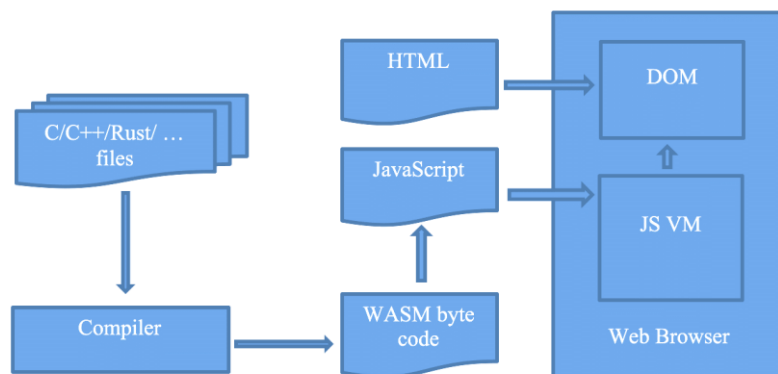 HTML
DOM
C/C++/Rust/ …
files
JavaScript
JS VM
Compiler
WASM byte
code
Web Browser